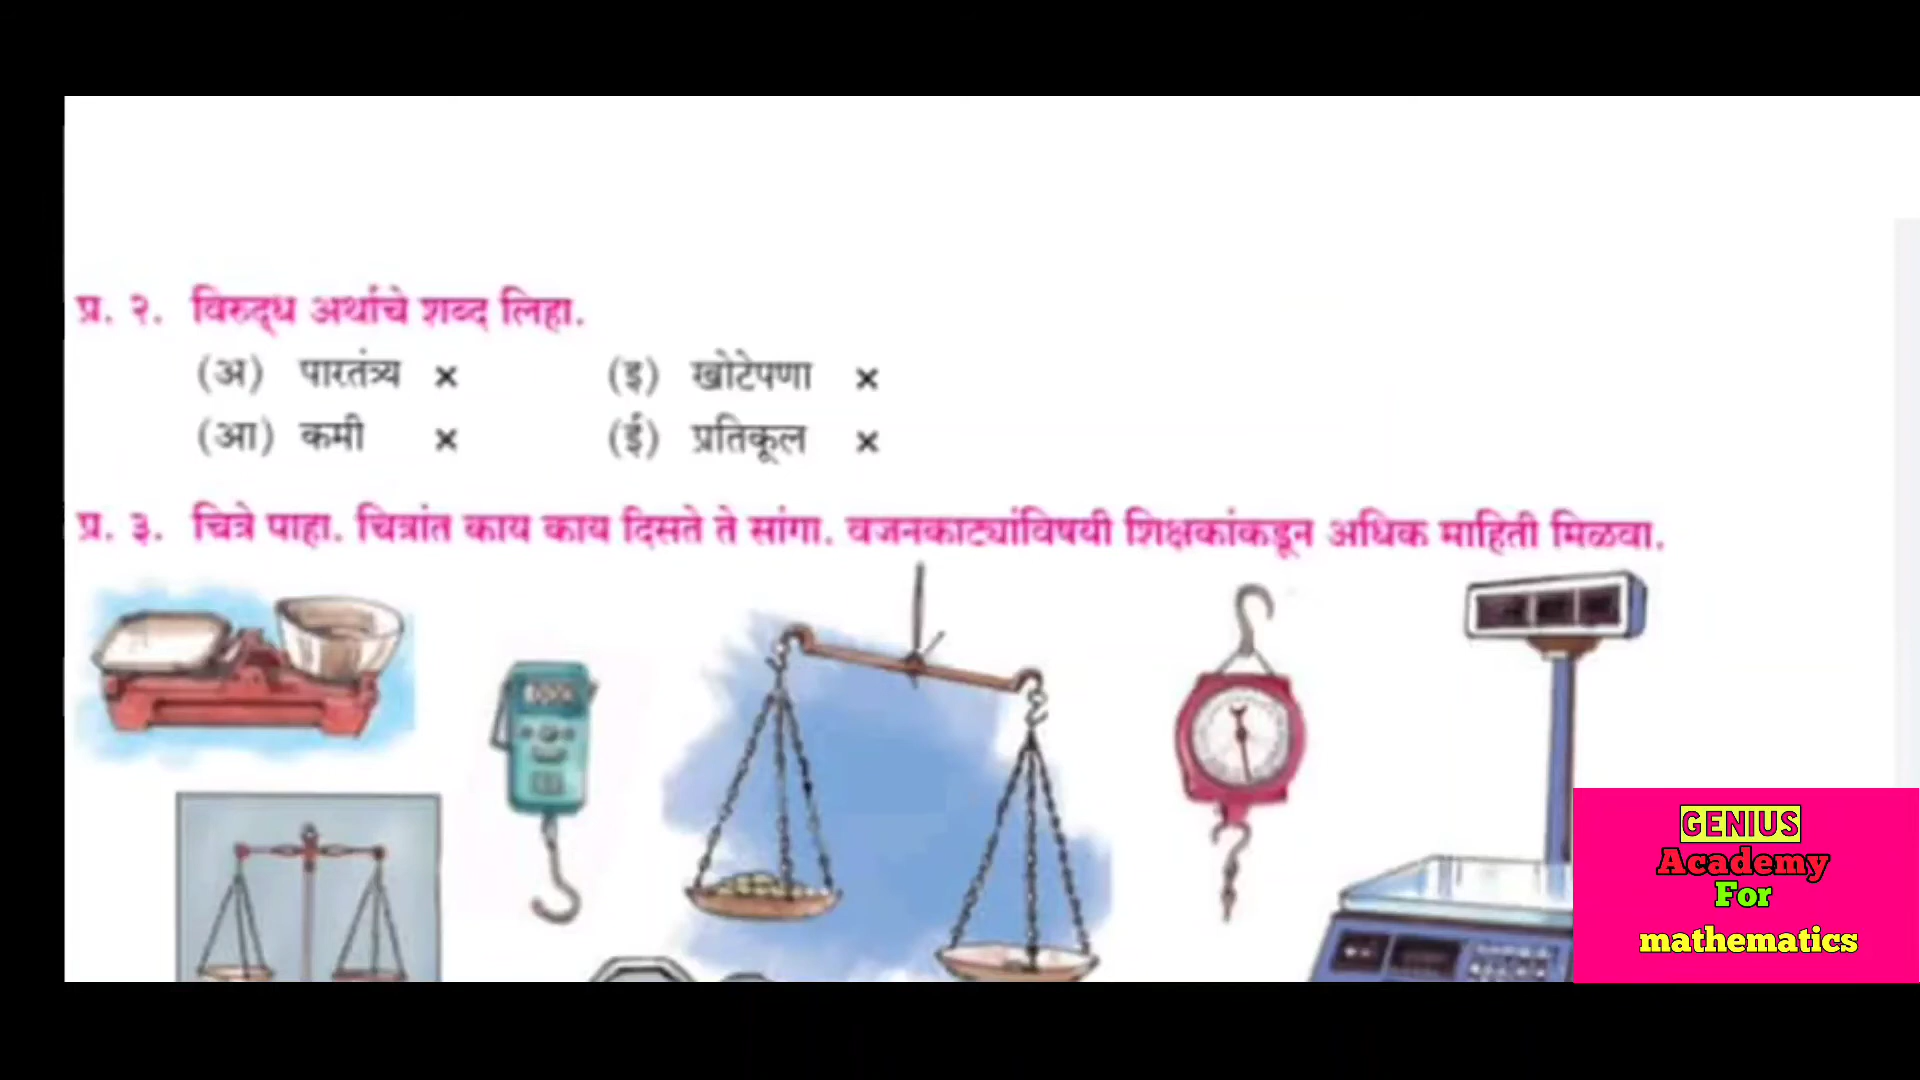 प्र. २. विरुद्ध अर्थाचे शब्द लिहा.
(अ) पारतंत्र्य × (इ) खोटेपणा ×
(आ) कमी × (ई) प्रतिकूल ×
प्र. ३. चित्रे पाहा. चित्रांत काय काय दिसते ते सांगा. वजनकाट्यांविषयी शिक्षकांकडून अधिक माहिती मिळवा.
GENIUS
Academy
For
mathematics